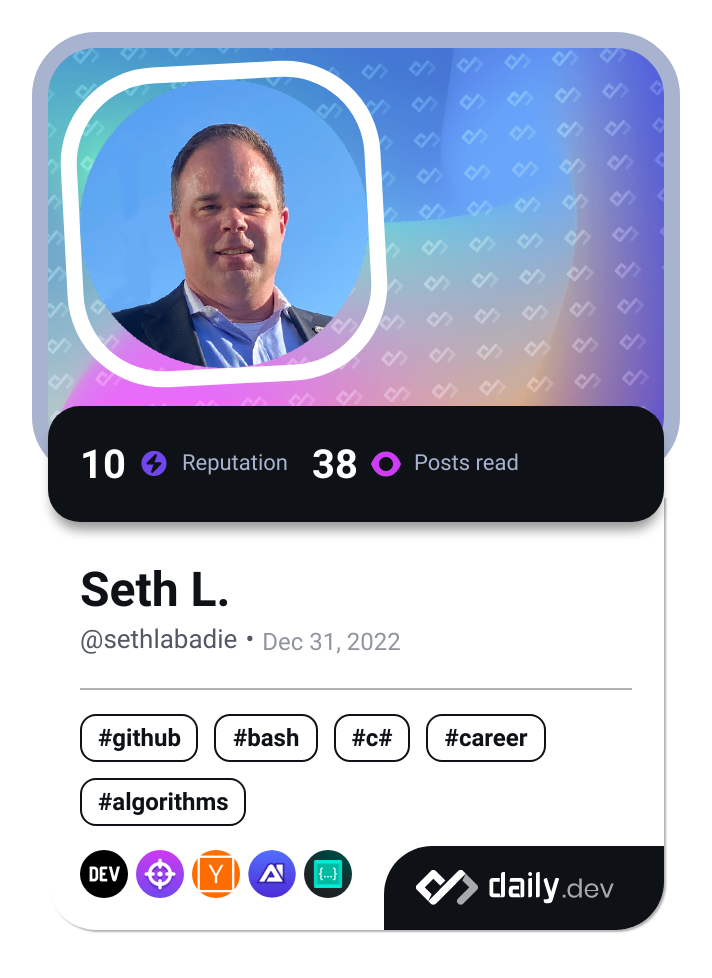 10 Reputation 38 Posts read
Seth L.
@sethlabadie • Dec 31, 2022
#github #bash #c# #career
#algorithms
DEV Y {...} daily.dev